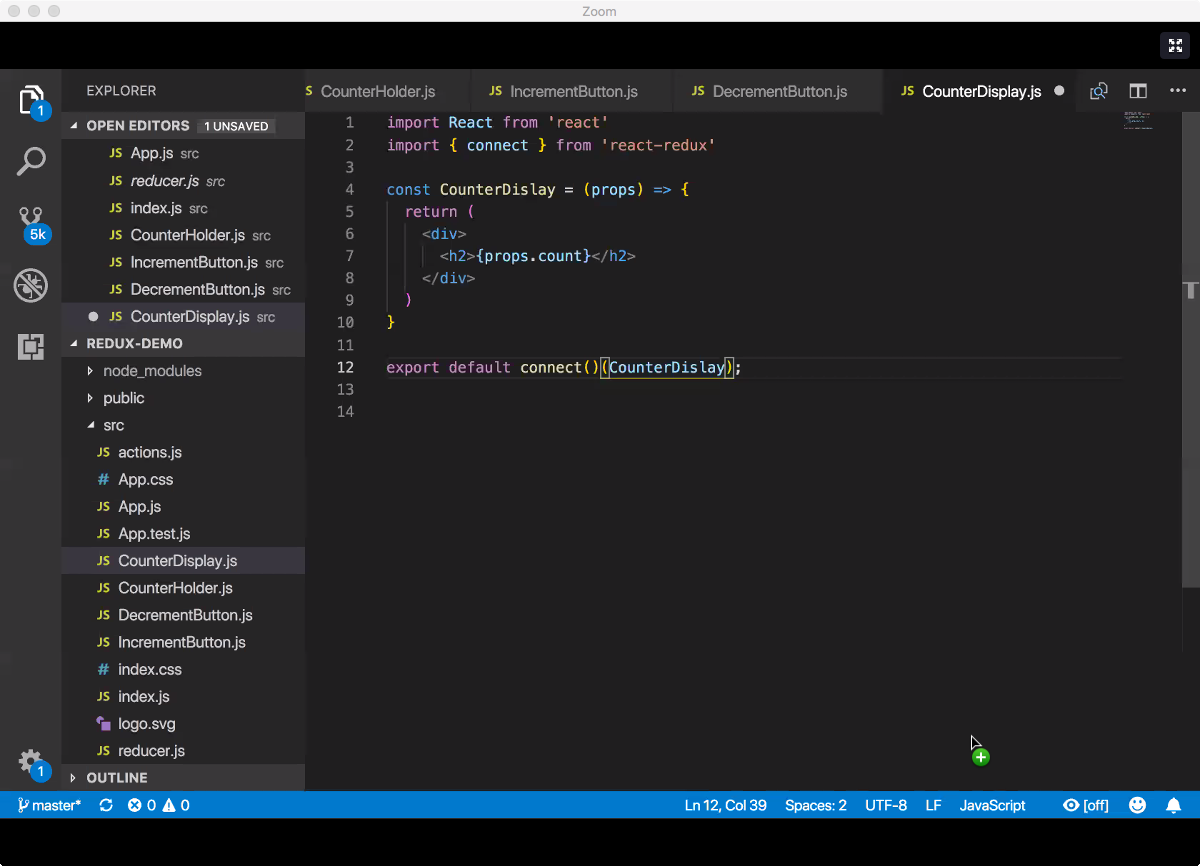 Zoom
EXPLORER
OPEN EDITORS 1 UNSAVED
JS App.js src
JS reducer.js src
JS index.js src
JS CounterHolder.js src
JS IncrementButton.js src
JS DecrementButton.js src
JS CounterDisplay.js src
REDUX-DEMO
node_modules
public
src
JS actions.js
# App.css
JS App.js
JS App.test.js
JS CounterDisplay.js
JS CounterHolder.js
JS DecrementButton.js
JS IncrementButton.js
# index.css
JS index.js
logo.svg
JS reducer.js
OUTLINE
1
5k
1
S CounterHolder.js JS IncrementButton.js JS DecrementButton.js JS CounterDisplay.js
1 import React from 'react'
2 import { connect } from 'react-redux'
3
4 const CounterDislay = (props) => {
5 return (
6 <div>
7 <h2>{props.count}</h2>
8 </div>
9 )
10 }
11
12 export default connect()(CounterDislay);
13
14
T
master* 0 0 Ln 12, Col 39 Spaces: 2 UTF-8 LF JavaScript [off]